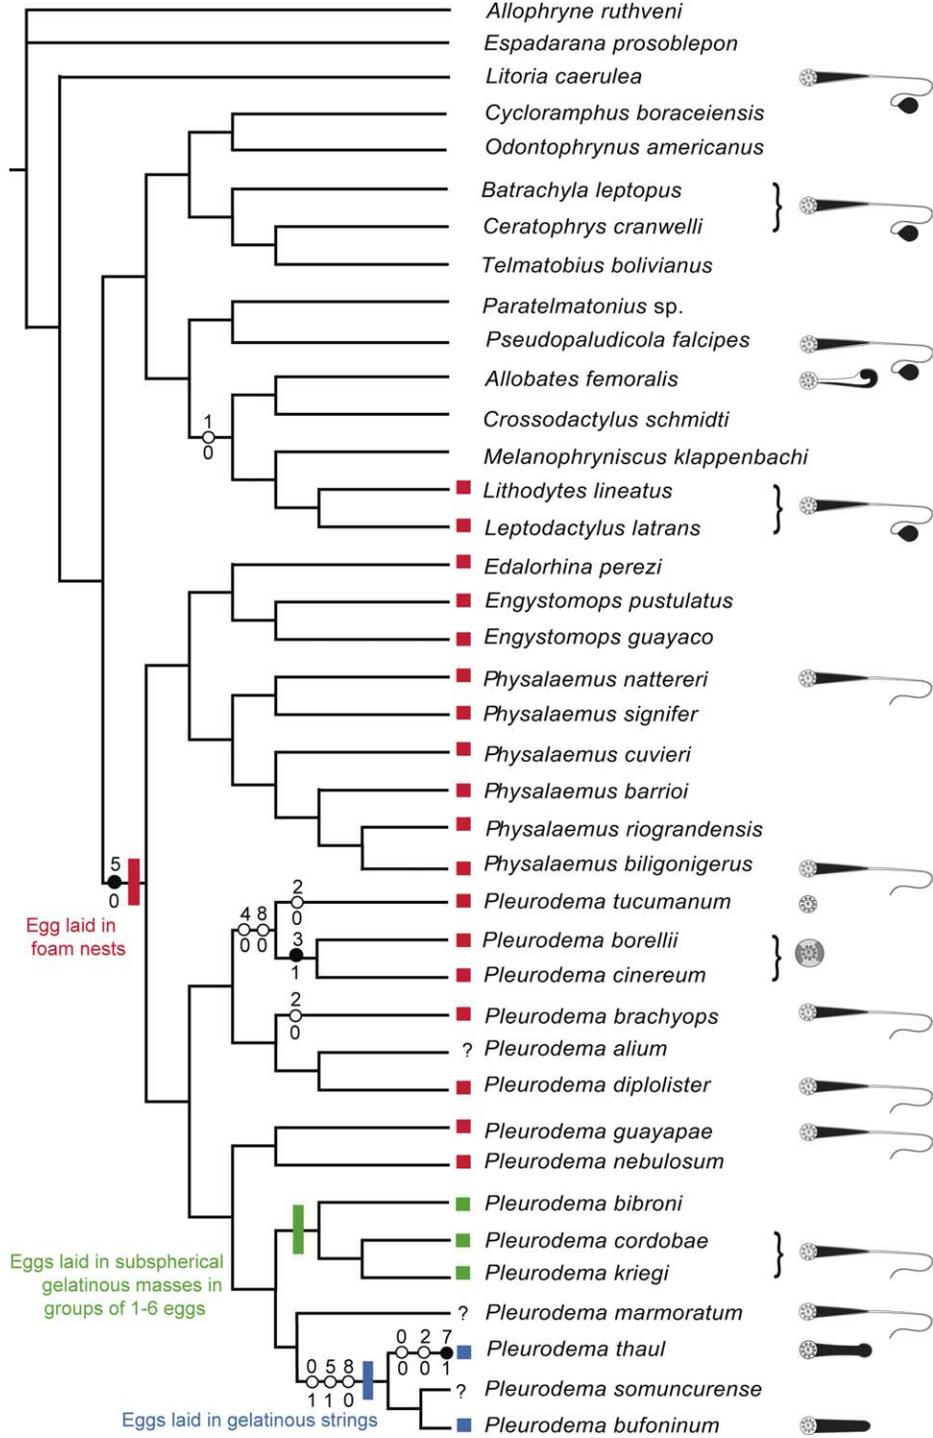 Allophryne ruthveni
Espadarana prosoblepon
Litoria caerulea
Cycloramphus boraceiensis
Odontophrynus americanus
Batrachyla leptopus
Ceratophrys cranwelli
Telmatobius bolivianus
Paratelmatonius sp.
Pseudopaludicola falcipes
Allobates femoralis
Crossodactylus schmidti
1
0
Melanophryniscus klappenbachi
Lithodytes lineatus
Leptodactylus latrans
Edalorhina perezi
Engystomops pustulatus
Engystomops guayaco
Physalaemus nattereri
Physalaemus signifer
Physalaemus cuvieri
Physalaemus barrioi
Physalaemus riograndensis
Physalaemus biligonigerus
5
0
Egg laid in
foam nests
2
0
Pleurodema tucumanum
4 8
0 0
3
1
Pleurodema borellii
Pleurodema cinereum
2
0
Pleurodema brachyops
? Pleurodema alium
Pleurodema diplolister
Pleurodema guayapae
Pleurodema nebulosum
Pleurodema bibroni
Pleurodema cordobae
Pleurodema kriegi
Eggs laid in subspherical
gelatinous masses in
groups of 1-6 eggs
? Pleurodema marmoratum
0 2 7
0 0 1
Pleurodema thaul
0 5 8
1 1 0
? Pleurodema somuncurense
Eggs laid in gelatinous strings
Pleurodema bufoninum